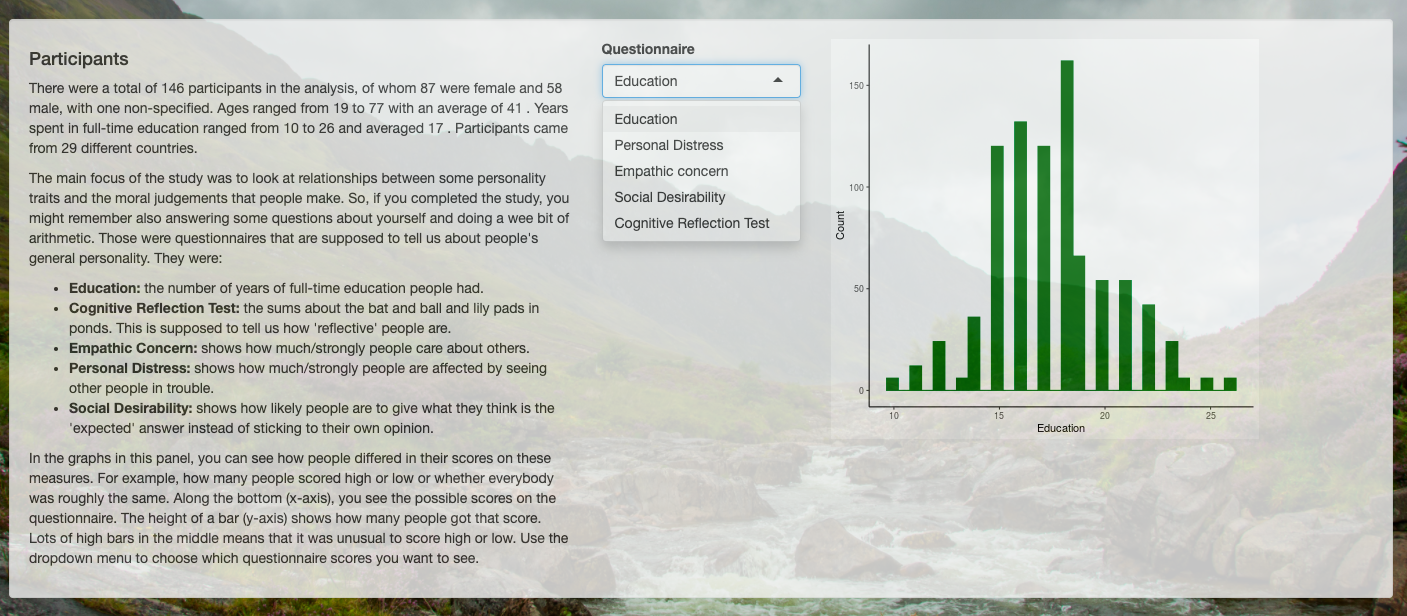 Participants
There were a total of 146 participants in the analysis, of whom 87 were female and 58
male, with one non-specified. Ages ranged from 19 to 77 with an average of 41 . Years
spent in full-time education ranged from 10 to 26 and averaged 17 . Participants came
from 29 different countries.
The main focus of the study was to look at relationships between some personality
traits and the moral judgements that people make. So, if you completed the study, you
might remember also answering some questions about yourself and doing a wee bit of
arithmetic. Those were questionnaires that are supposed to tell us about people's
general personality. They were:
• Education: the number of years of full-time education people had.
• Cognitive Reflection Test: the sums about the bat and ball and lily pads in
ponds. This is supposed to tell us how 'reflective' people are.
• Empathic Concern: shows how much/strongly people care about others.
• Personal Distress: shows how much/strongly people are affected by seeing
other people in trouble.
• Social Desirability: shows how likely people are to give what they think is the
'expected' answer instead of sticking to their own opinion.
In the graphs in this panel, you can see how people differed in their scores on these
measures. For example, how many people scored high or low or whether everybody
was roughly the same. Along the bottom (x-axis), you see the possible scores on the
questionnaire. The height of a bar (y-axis) shows how many people got that score.
Lots of high bars in the middle means that it was unusual to score high or low. Use the
dropdown menu to choose which questionnaire scores you want to see.
Questionnaire
Education
Education
Personal Distress
Empathic concern
Social Desirability
Cognitive Reflection Test
Count
150
100
50
0
10 15 20 25
Education